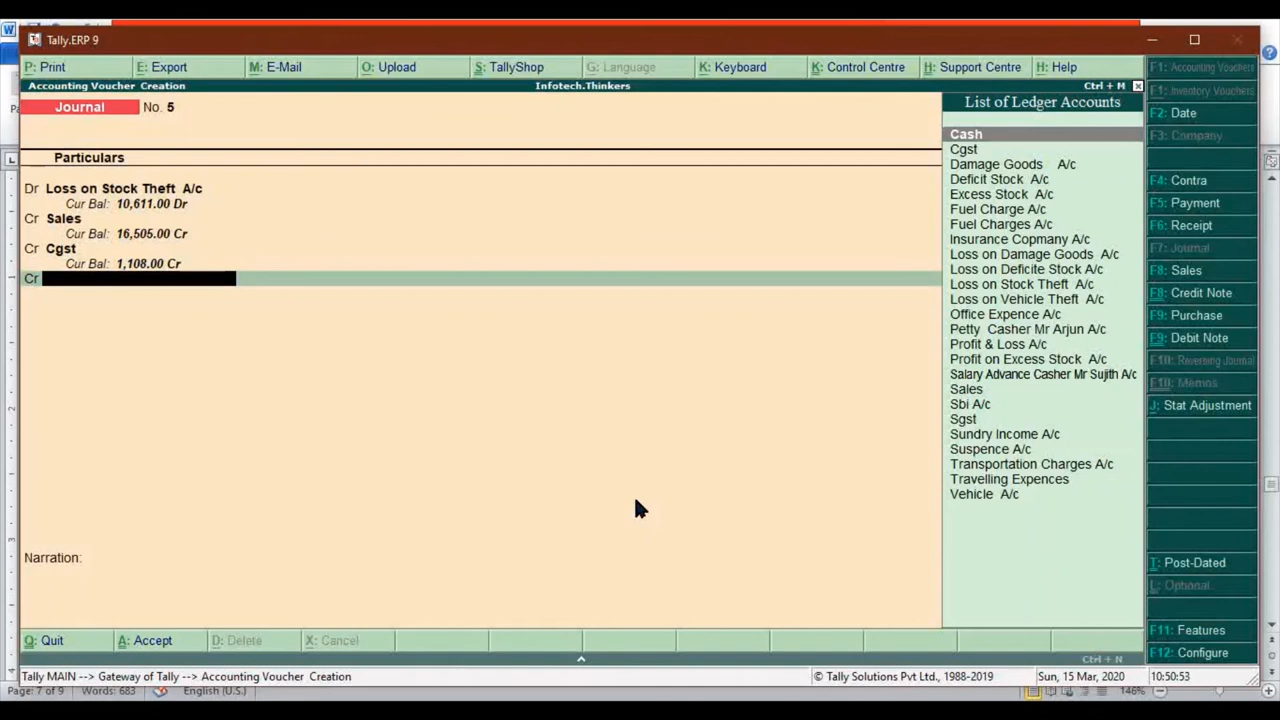 Tally.ERP 9
P: Print
E: Export
M: E-Mail
O: Upload
S: TallyShop
G: Language
K: Keyboard
K: Control Centre
H: Support Centre
H: Help
Accounting Voucher Creation
Infotech.Thinkers
Ctrl + M
Journal No. 5
Particulars
Dr Loss on Stock Theft A/c
Cur Bal: 10,611.00 Dr
Cr Sales
Cur Bal: 16,505.00 Cr
Cr Cgst
Cur Bal: 1,108.00 Cr
Cr
Narration:
List of Ledger Accounts
Cash
Cgst
Damage Goods A/c
Deficit Stock A/c
Excess Stock A/c
Fuel Charge A/c
Fuel Charges A/c
Insurance Copmany A/c
Loss on Damage Goods A/c
Loss on Deficite Stock A/c
Loss on Stock Theft A/c
Loss on Vehicle Theft A/c
Office Expence A/c
Petty Casher Mr Arjun A/c
Profit & Loss A/c
Profit on Excess Stock A/c
Salary Advance Casher Mr Sujith A/c
Sales
Sbi A/c
Sgst
Sundry Income A/c
Suspence A/c
Transportation Charges A/c
Travelling Expences
Vehicle A/c
F1: Accounting Vouchers
F1: Inventory Vouchers
F2: Date
F3: Company
F4: Contra
F5: Payment
F6: Receipt
F7: Journal
F8: Sales
F8: Credit Note
F9: Purchase
F9: Debit Note
F10: Reversing Journal
F10: Memos
J: Stat Adjustment
T: Post-Dated
L: Optional
F11: Features
F12: Configure
Q: Quit
A: Accept
D: Delete
X: Cancel
Ctrl + N
Tally MAIN --> Gateway of Tally --> Accounting Voucher Creation
© Tally Solutions Pvt Ltd., 1988-2019
Sun, 15 Mar, 2020
10:50:53
Page: 7 of 9
Words: 683
English (U.S.)
146%